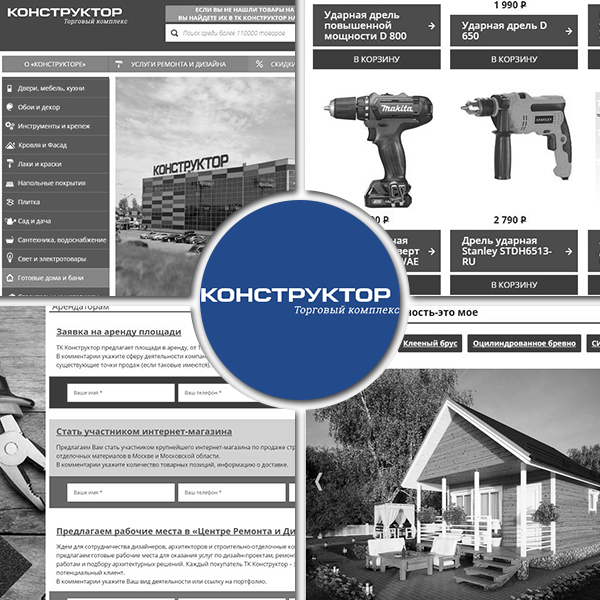 КОНСТРУКТОР
Торговый комплекс
ЕСЛИ ВЫ НЕ НАШЛИ ТОВАРЫ НА
ВЫ НАЙДЕТЕ ИХ В ТК КОНСТРУКТОР НА
Поиск среди более 110000 товаров
О «КОНСТРУКТОРЕ»
УСЛУГИ РЕМОНТА И ДИЗАЙНА
СКИДКИ
Двери, мебель, кухни
Обои и декор
Инструменты и крепеж
Кровля и Фасад
Лаки и краски
Напольные покрытия
Плитка
Сад и дача
Сантехника, водоснабжение
Свет и электротовары
Готовые дома и бани
КОНСТРУКТОР
1 990 ₽
Ударная дрель
повышенной
мощности D 800
Ударная дрель D
650
В КОРЗИНУ
В КОРЗИНУ
makita
STANLEY
2 790 ₽
Дрель ударная
Stanley STDH6513-
RU
В КОРЗИНУ
В КОРЗИНУ
КОНСТРУКТОР
Торговый комплекс
Арендаторам
Заявка на аренду площади
ТК Конструктор предлагает площади в аренду, от
В комментарии укажите сферу деятельности
существующие точки продаж (если таковые имеются).
Ваше имя *
Ваш телефон *
Стать участником интернет-магазина
Предлагаем Вам стать участником крупнейшего интернет-магазина по продаже
отделочных материалов в Москве и Московской области.
В комментарии укажите количество товарных позиций, информацию о доставке.
Ваше имя *
Ваш телефон *
Предлагаем рабочие места в «Центре Ремонта и
Ждем для сотрудничества дизайнеров, архитекторов и строительно-отделочные
предлагаем готовые рабочие места для оказания услуг по дизайн-проектам,
работам и подбору архитектурных решений. Каждый покупатель ТК Конструктор –
потенциальный клиент.
В комментарии укажите Ваш вид деятельности или ссылку на портфолио.
Ваше имя *
Ваш телефон *
ность-это мое
Клееный брус
Оцилиндрованное бревно